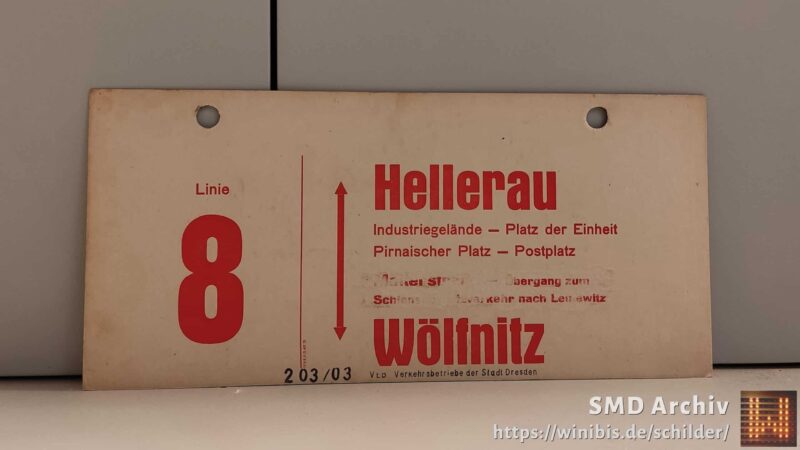 Linie
8
Hellerau
Industriegelände – Platz der Einheit
Pirnaischer Platz – Postplatz
– Übergang zum
verkehr nach
Wölfnitz
203/03 Verkehrsbetriebe der Stadt Dresden
SMD Archiv
https://winibis.de/schilder/